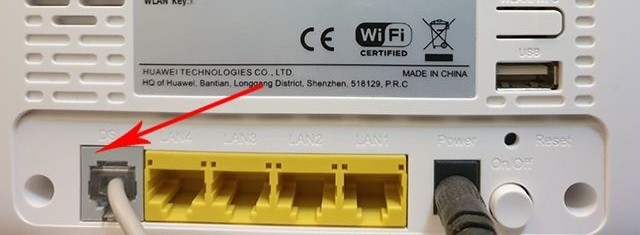 WLAN Key:
CE
WiFi
CERTIFIED
USB
HUAWEI TECHNOLOGIES CO., LTD
MADE IN CHINA
HQ of Huawei, Bantian, Longgang District, Shenzhen, 518129, P.R.C
LAN4 LAN3 LAN2 LAN1 Power Reset
On/Off